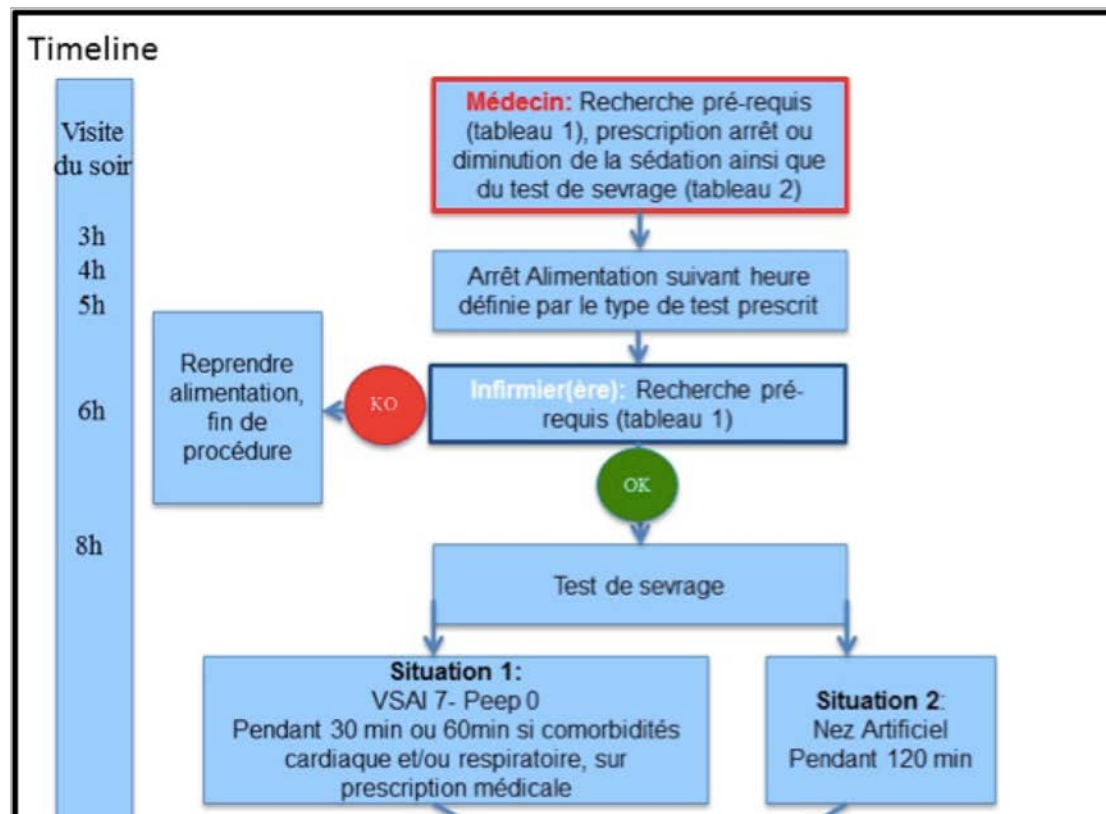 Timeline
Visite
du soir
3h
4h
5h
6h
8h
Médecin: Recherche pré-requis
(tableau 1), prescription arrêt ou
diminution de la sédation ainsi que
du test de sevrage (tableau 2)
Arrêt Alimentation suivant heure
définie par le type de test prescrit
Infirmier(ère): Recherche pré-
requis (tableau 1)
KO
Reprendre
alimentation,
fin de
procédure
OK
Test de sevrage
Situation 1:
VSAI 7- Peep 0
Pendant 30 min ou 60min si comorbidités
cardiaque et/ou respiratoire, sur
prescription médicale
Situation 2:
Nez Artificiel
Pendant 120 min